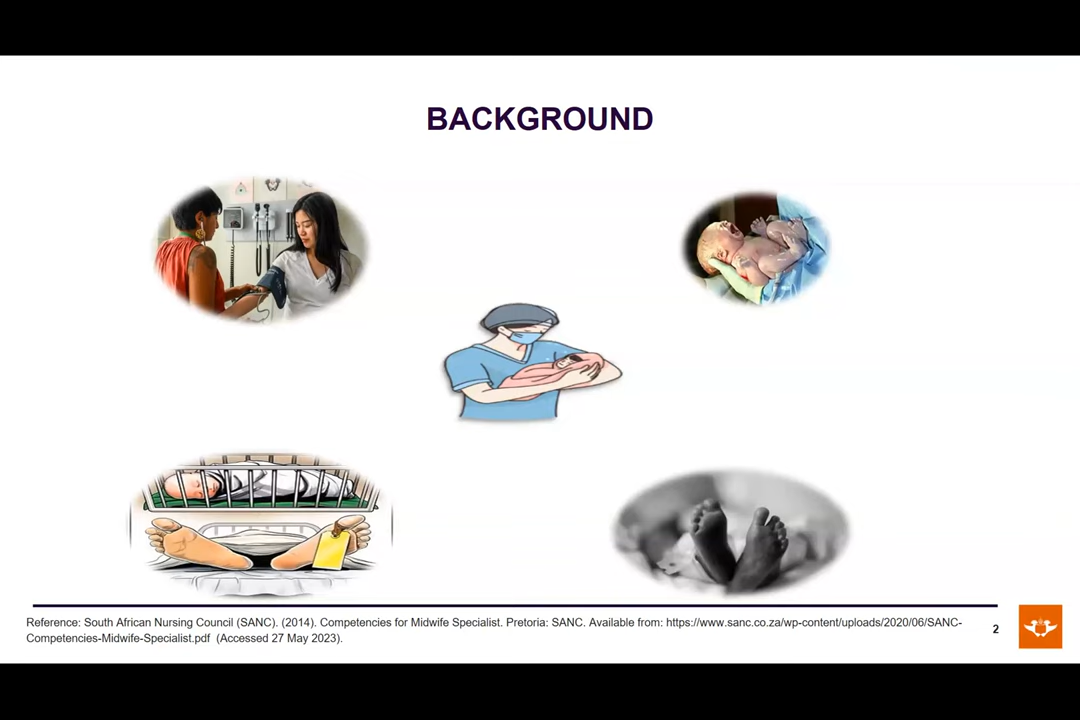 BACKGROUND
Reference: South African Nursing Council (SANC). (2014). Competencies for Midwife Specialist. Pretoria: SANC. Available from: https://www.sanc.co.za/wp-content/uploads/2020/06/SANC-
Competencies-Midwife-Specialist.pdf (Accessed 27 May 2023).
2